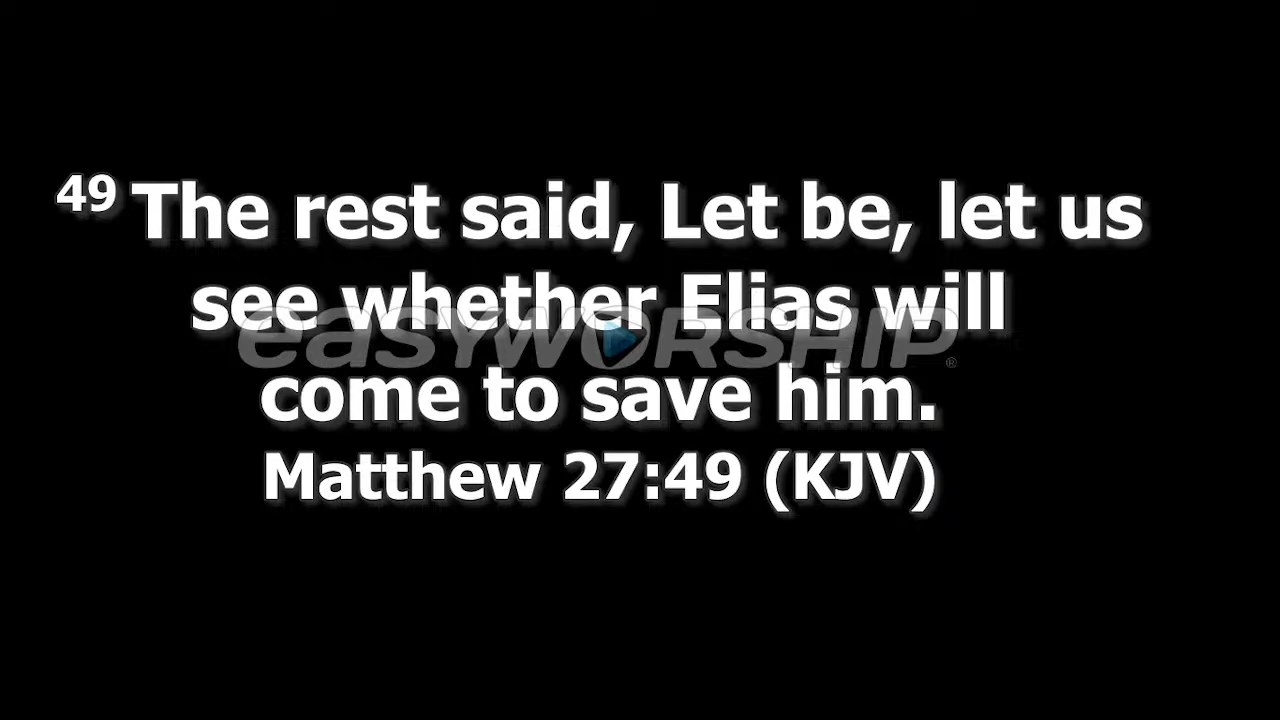 49 The rest said, Let be, let us
see whether Elias will
easyWORSHIP®
come to save him.
Matthew 27:49 (KJV)